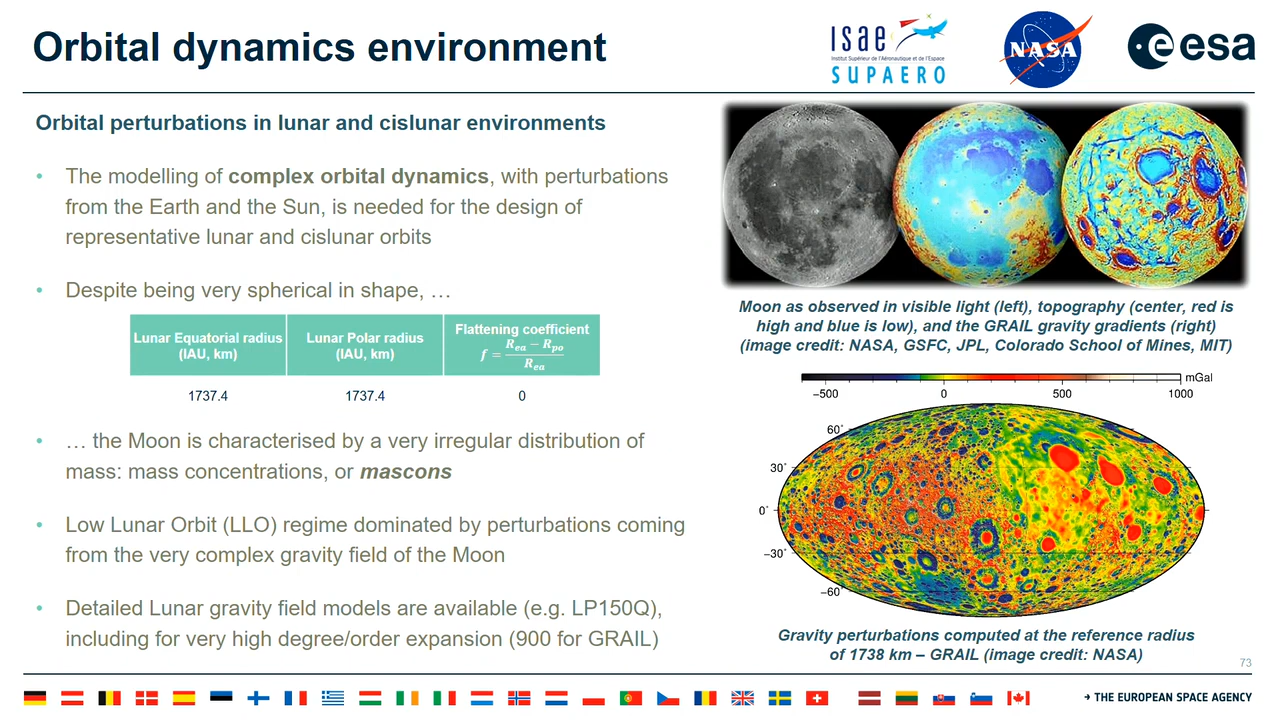 Orbital dynamics environment
isae
Institut Supérieur de l'Aéronautique et de l'Espace
SUPAERO
NASA
esa
Orbital perturbations in lunar and cislunar environments
• The modelling of complex orbital dynamics, with perturbations
from the Earth and the Sun, is needed for the design of
representative lunar and cislunar orbits
• Despite being very spherical in shape, …
Lunar Equatorial radius
(IAU, km)
Lunar Polar radius
(IAU, km)
Flattening coefficient
f = (R_ea − R_po) / R_ea
1737.4
1737.4
0
• … the Moon is characterised by a very irregular distribution of
mass: mass concentrations, or mascons
• Low Lunar Orbit (LLO) regime dominated by perturbations coming
from the very complex gravity field of the Moon
• Detailed Lunar gravity field models are available (e.g. LP150Q),
including for very high degree/order expansion (900 for GRAIL)
Moon as observed in visible light (left), topography (center, red is
high and blue is low), and the GRAIL gravity gradients (right)
(image credit: NASA, GSFC, JPL, Colorado School of Mines, MIT)
mGal
−500 0 500 1000
60°
30°
0°
−30°
−60°
Gravity perturbations computed at the reference radius
of 1738 km – GRAIL (image credit: NASA)
73
→ THE EUROPEAN SPACE AGENCY